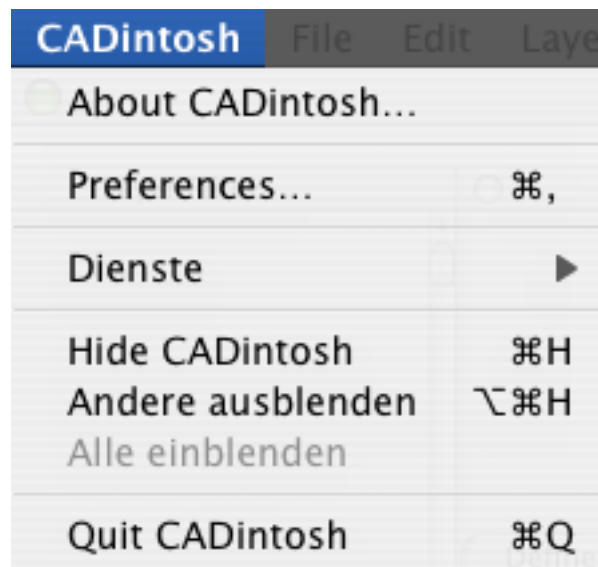 CADintosh File Edit Laye
About CADintosh...
Preferences... ⌘,
Dienste
Hide CADintosh ⌘H
Andere ausblenden ⌥⌘H
Alle einblenden
Quit CADintosh ⌘Q